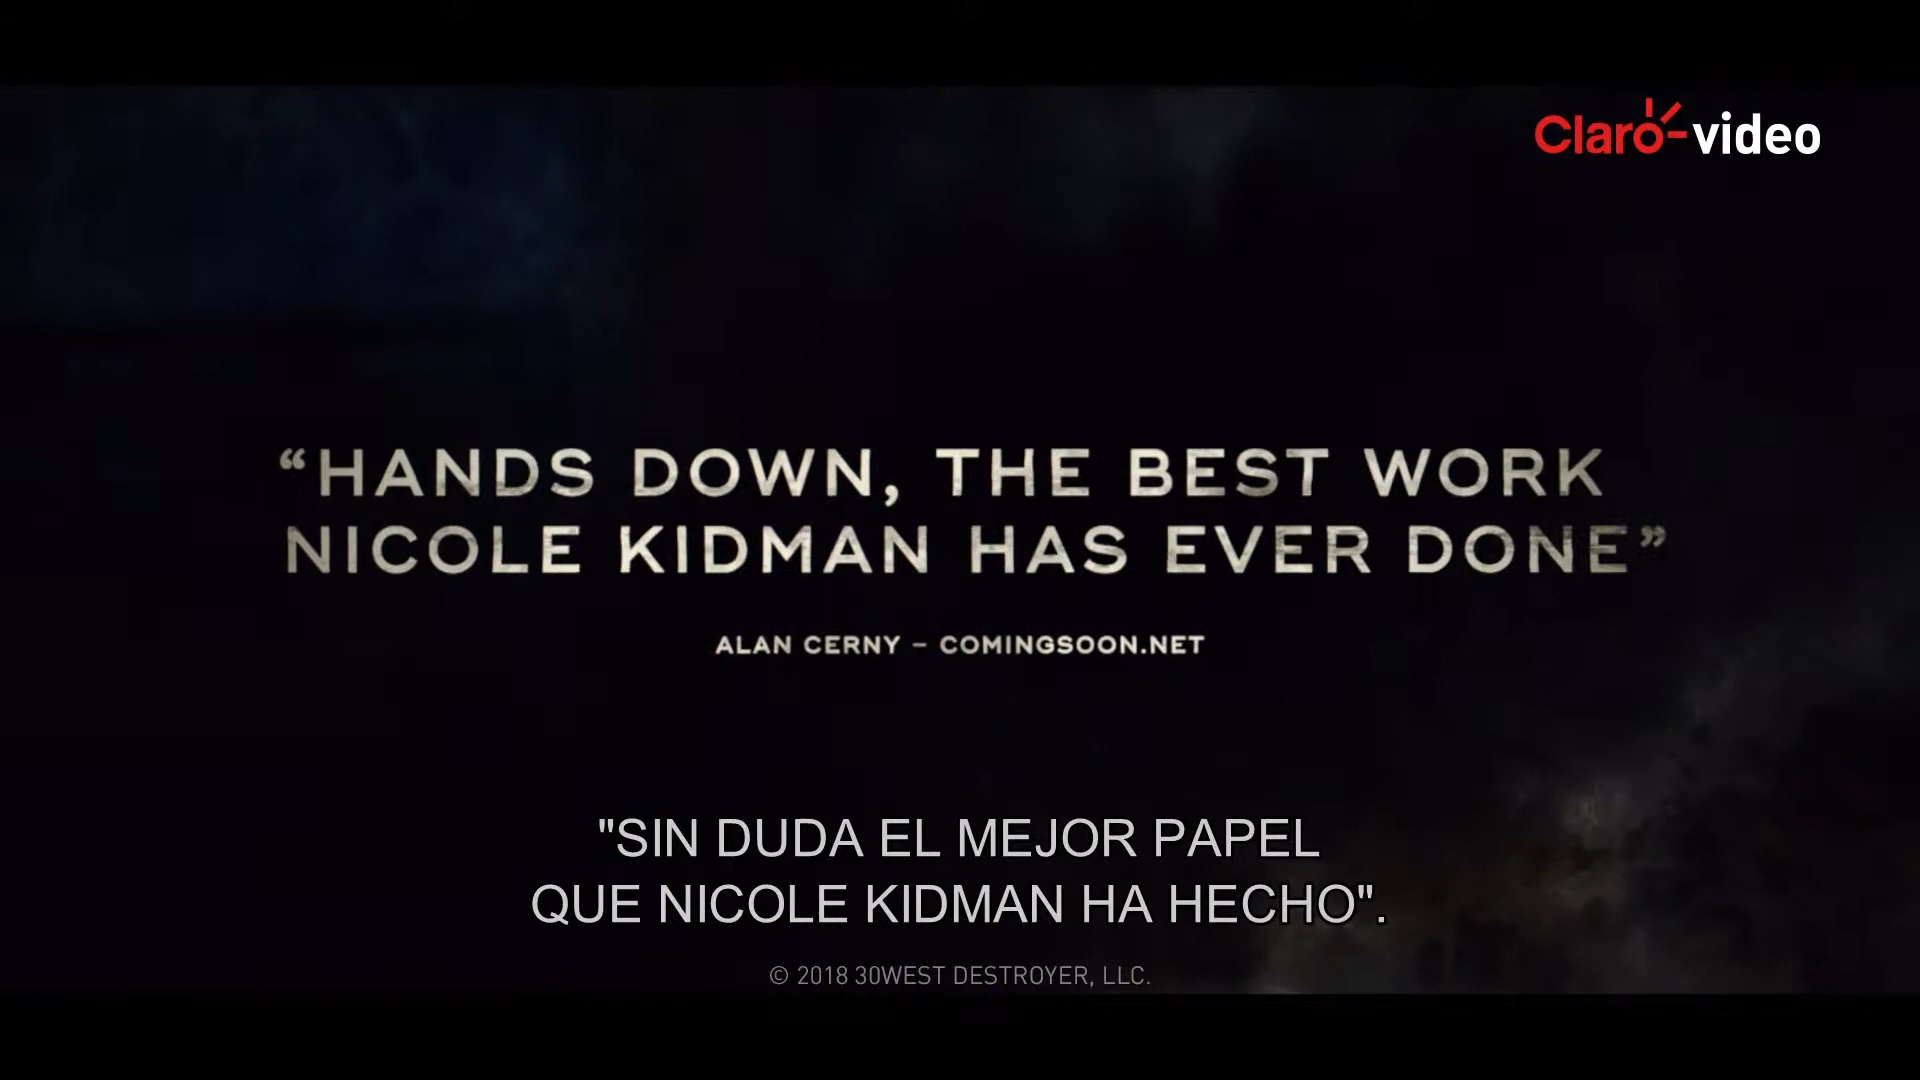 Claro-video
“HANDS DOWN, THE BEST WORK
NICOLE KIDMAN HAS EVER DONE”
ALAN CERNY – COMINGSOON.NET
"SIN DUDA EL MEJOR PAPEL
QUE NICOLE KIDMAN HA HECHO".
© 2018 30WEST DESTROYER, LLC.